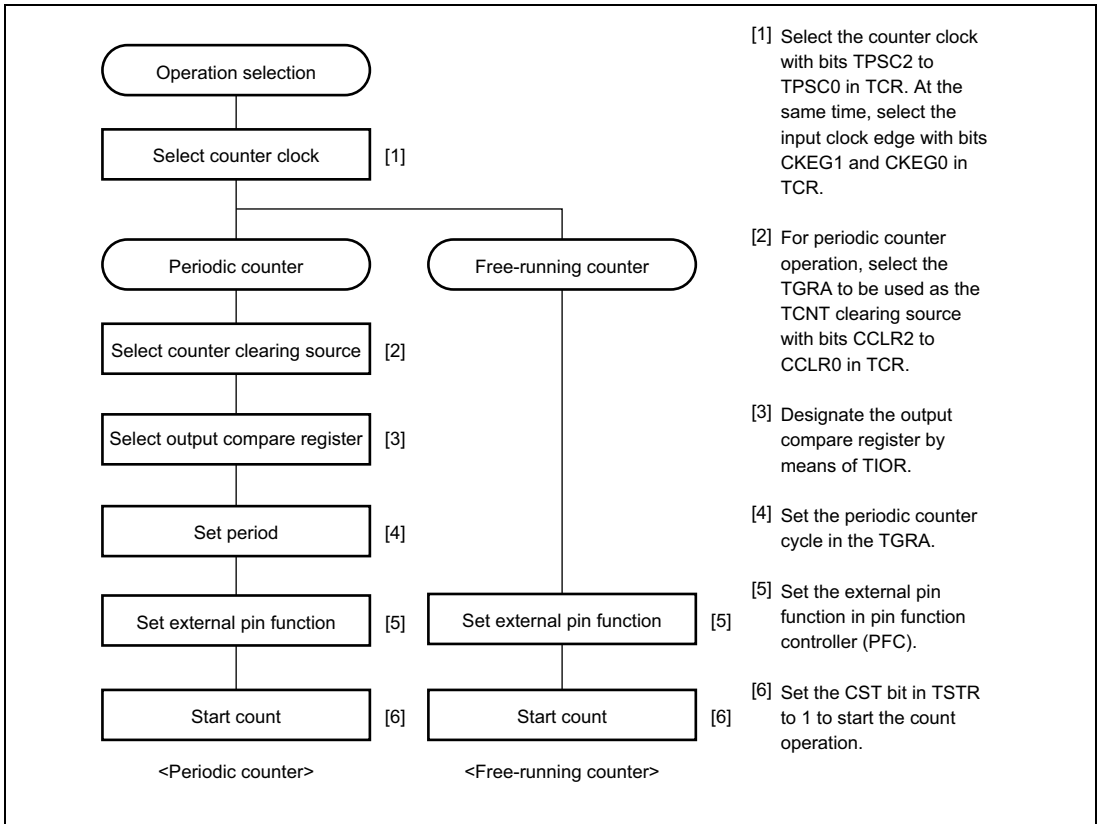 Operation selection
Select counter clock
[1]
Periodic counter
Free-running counter
Select counter clearing source
[2]
Select output compare register
[3]
Set period
[4]
Set external pin function
[5]
Set external pin function
[5]
Start count
[6]
Start count
[6]
<Periodic counter>
<Free-running counter>
[1] Select the counter clock
with bits TPSC2 to
TPSC0 in TCR. At the
same time, select the
input clock edge with bits
CKEG1 and CKEG0 in
TCR.
[2] For periodic counter
operation, select the
TGRA to be used as the
TCNT clearing source
with bits CCLR2 to
CCLR0 in TCR.
[3] Designate the output
compare register by
means of TIOR.
[4] Set the periodic counter
cycle in the TGRA.
[5] Set the external pin
function in pin function
controller (PFC).
[6] Set the CST bit in TSTR
to 1 to start the count
operation.